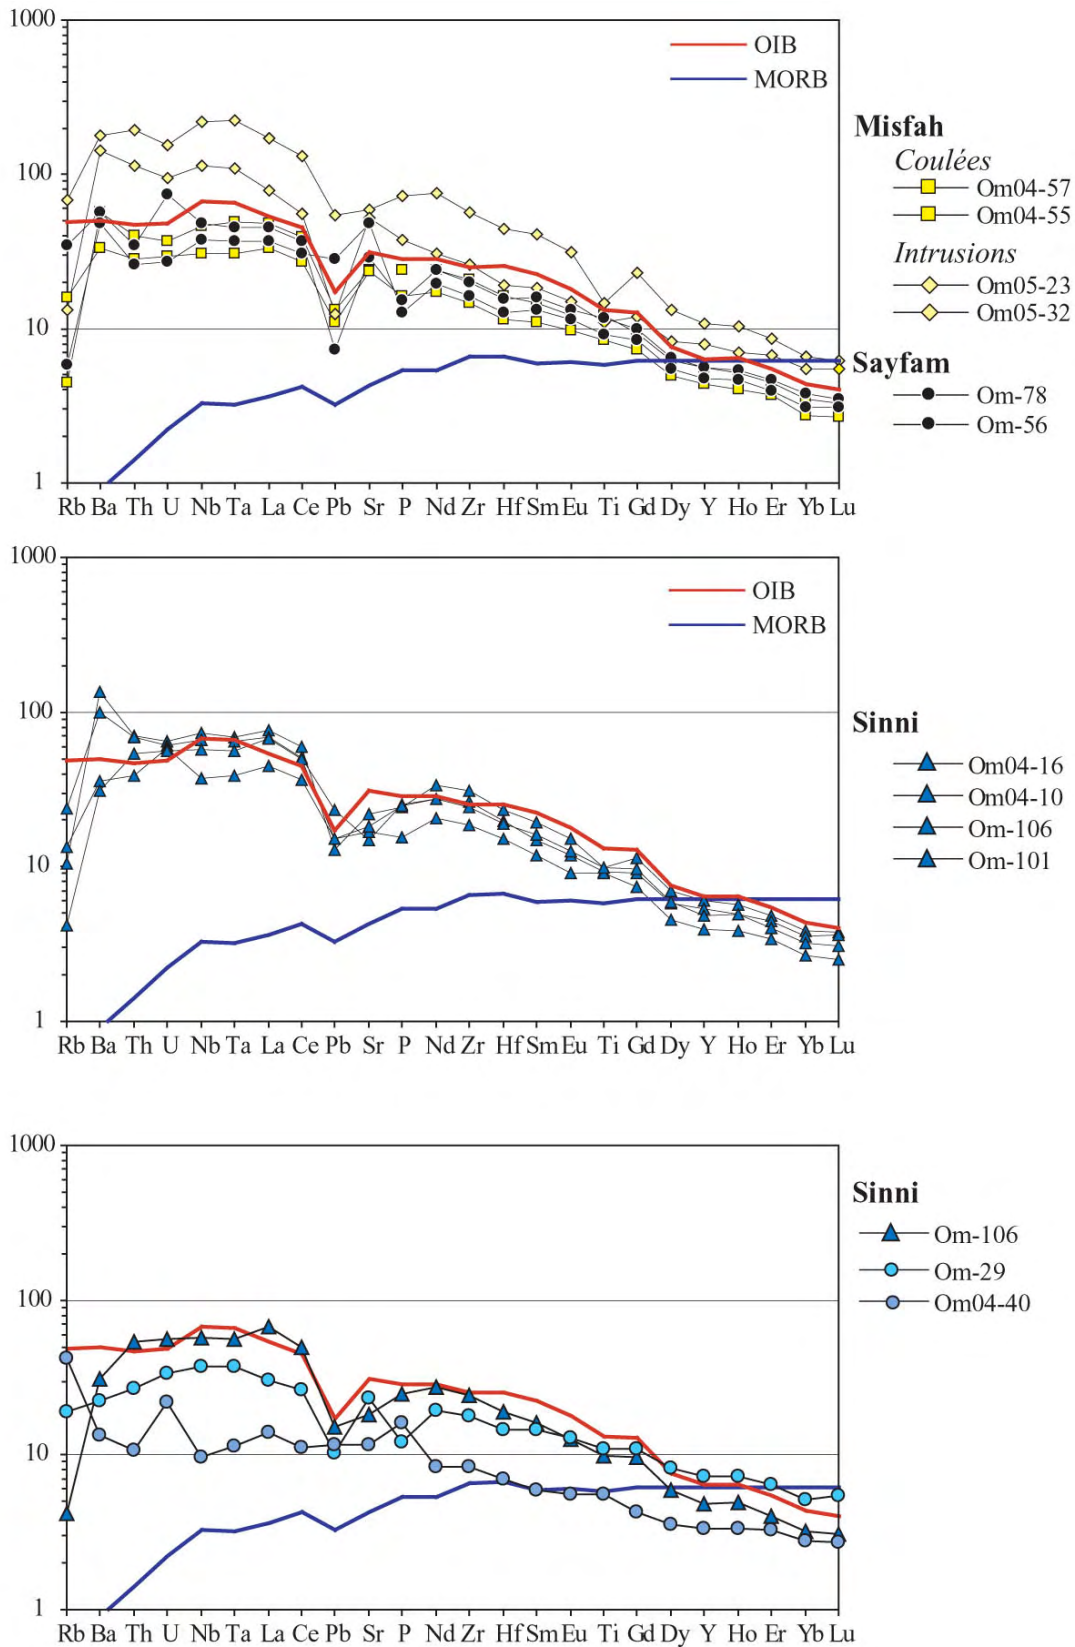 1000
100
10
1
OIB
MORB
Rb Ba Th U Nb Ta La Ce Pb Sr P Nd Zr Hf Sm Eu Ti Gd Dy Y Ho Er Yb Lu
Misfah
Coulées
Om04-57
Om04-55
Intrusions
Om05-23
Om05-32
Sayfam
Om-78
Om-56
1000
100
10
1
OIB
MORB
Rb Ba Th U Nb Ta La Ce Pb Sr P Nd Zr Hf Sm Eu Ti Gd Dy Y Ho Er Yb Lu
Sinni
Om04-16
Om04-10
Om-106
Om-101
1000
100
10
1
Rb Ba Th U Nb Ta La Ce Pb Sr P Nd Zr Hf Sm Eu Ti Gd Dy Y Ho Er Yb Lu
Sinni
Om-106
Om-29
Om04-40